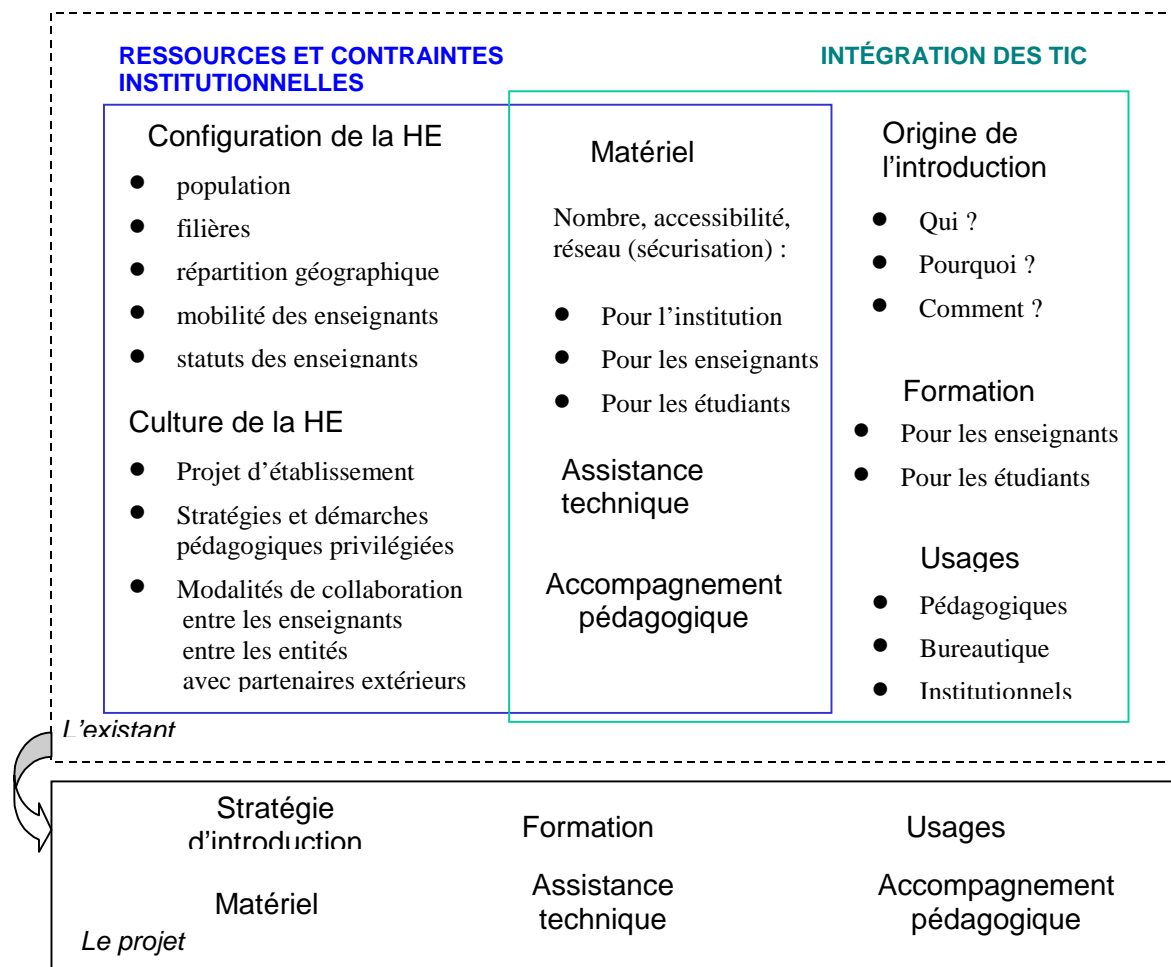 RESSOURCES ET CONTRAINTES
INSTITUTIONNELLES
INTÉGRATION DES TIC
Configuration de la HE
● population
● filières
● répartition géographique
● mobilité des enseignants
● statuts des enseignants
Culture de la HE
● Projet d’établissement
● Stratégies et démarches
pédagogiques privilégiées
● Modalités de collaboration
entre les enseignants
entre les entités
avec partenaires extérieurs
Matériel
Nombre, accessibilité,
réseau (sécurisation) :
● Pour l’institution
● Pour les enseignants
● Pour les étudiants
Assistance
technique
Accompagnement
pédagogique
Origine de
l’introduction
● Qui ?
● Pourquoi ?
● Comment ?
Formation
● Pour les enseignants
● Pour les étudiants
Usages
● Pédagogiques
● Bureautique
● Institutionnels
L’existant
Stratégie
d’introduction
Formation
Usages
Matériel
Assistance
technique
Accompagnement
pédagogique
Le projet